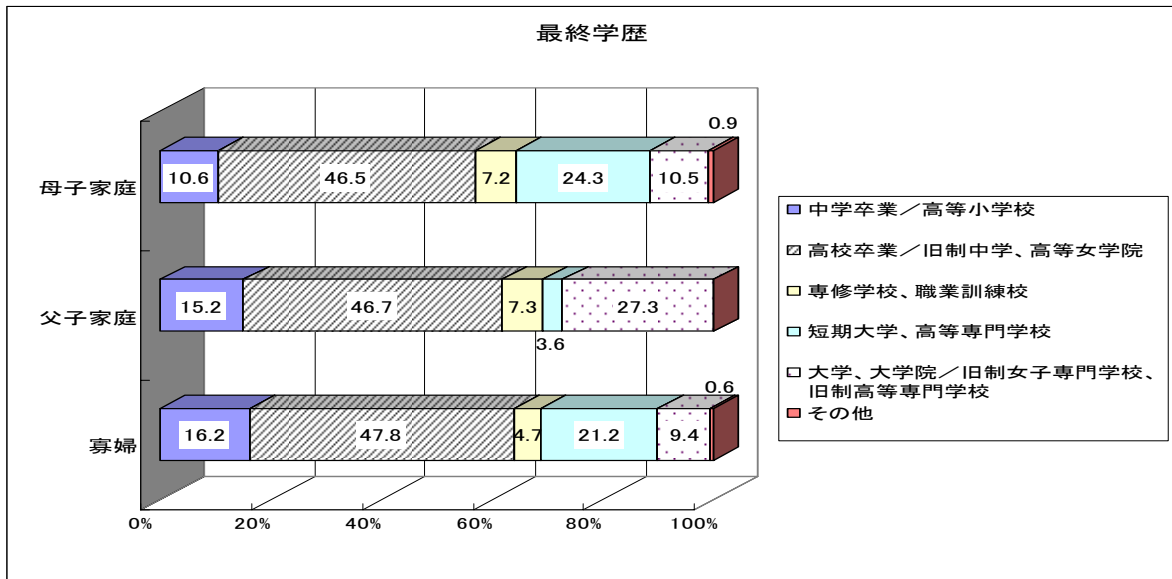 最終学歴
0.9
母子家庭
10.6 46.5 7.2 24.3 10.5
父子家庭
15.2 46.7 7.3 27.3
3.6
0.6
寡婦
16.2 47.8 4.7 21.2 9.4
0% 20% 40% 60% 80% 100%
中学卒業／高等小学校
高校卒業／旧制中学、高等女学院
専修学校、職業訓練校
短期大学、高等専門学校
大学、大学院／旧制女子専門学校、
旧制高等専門学校
その他